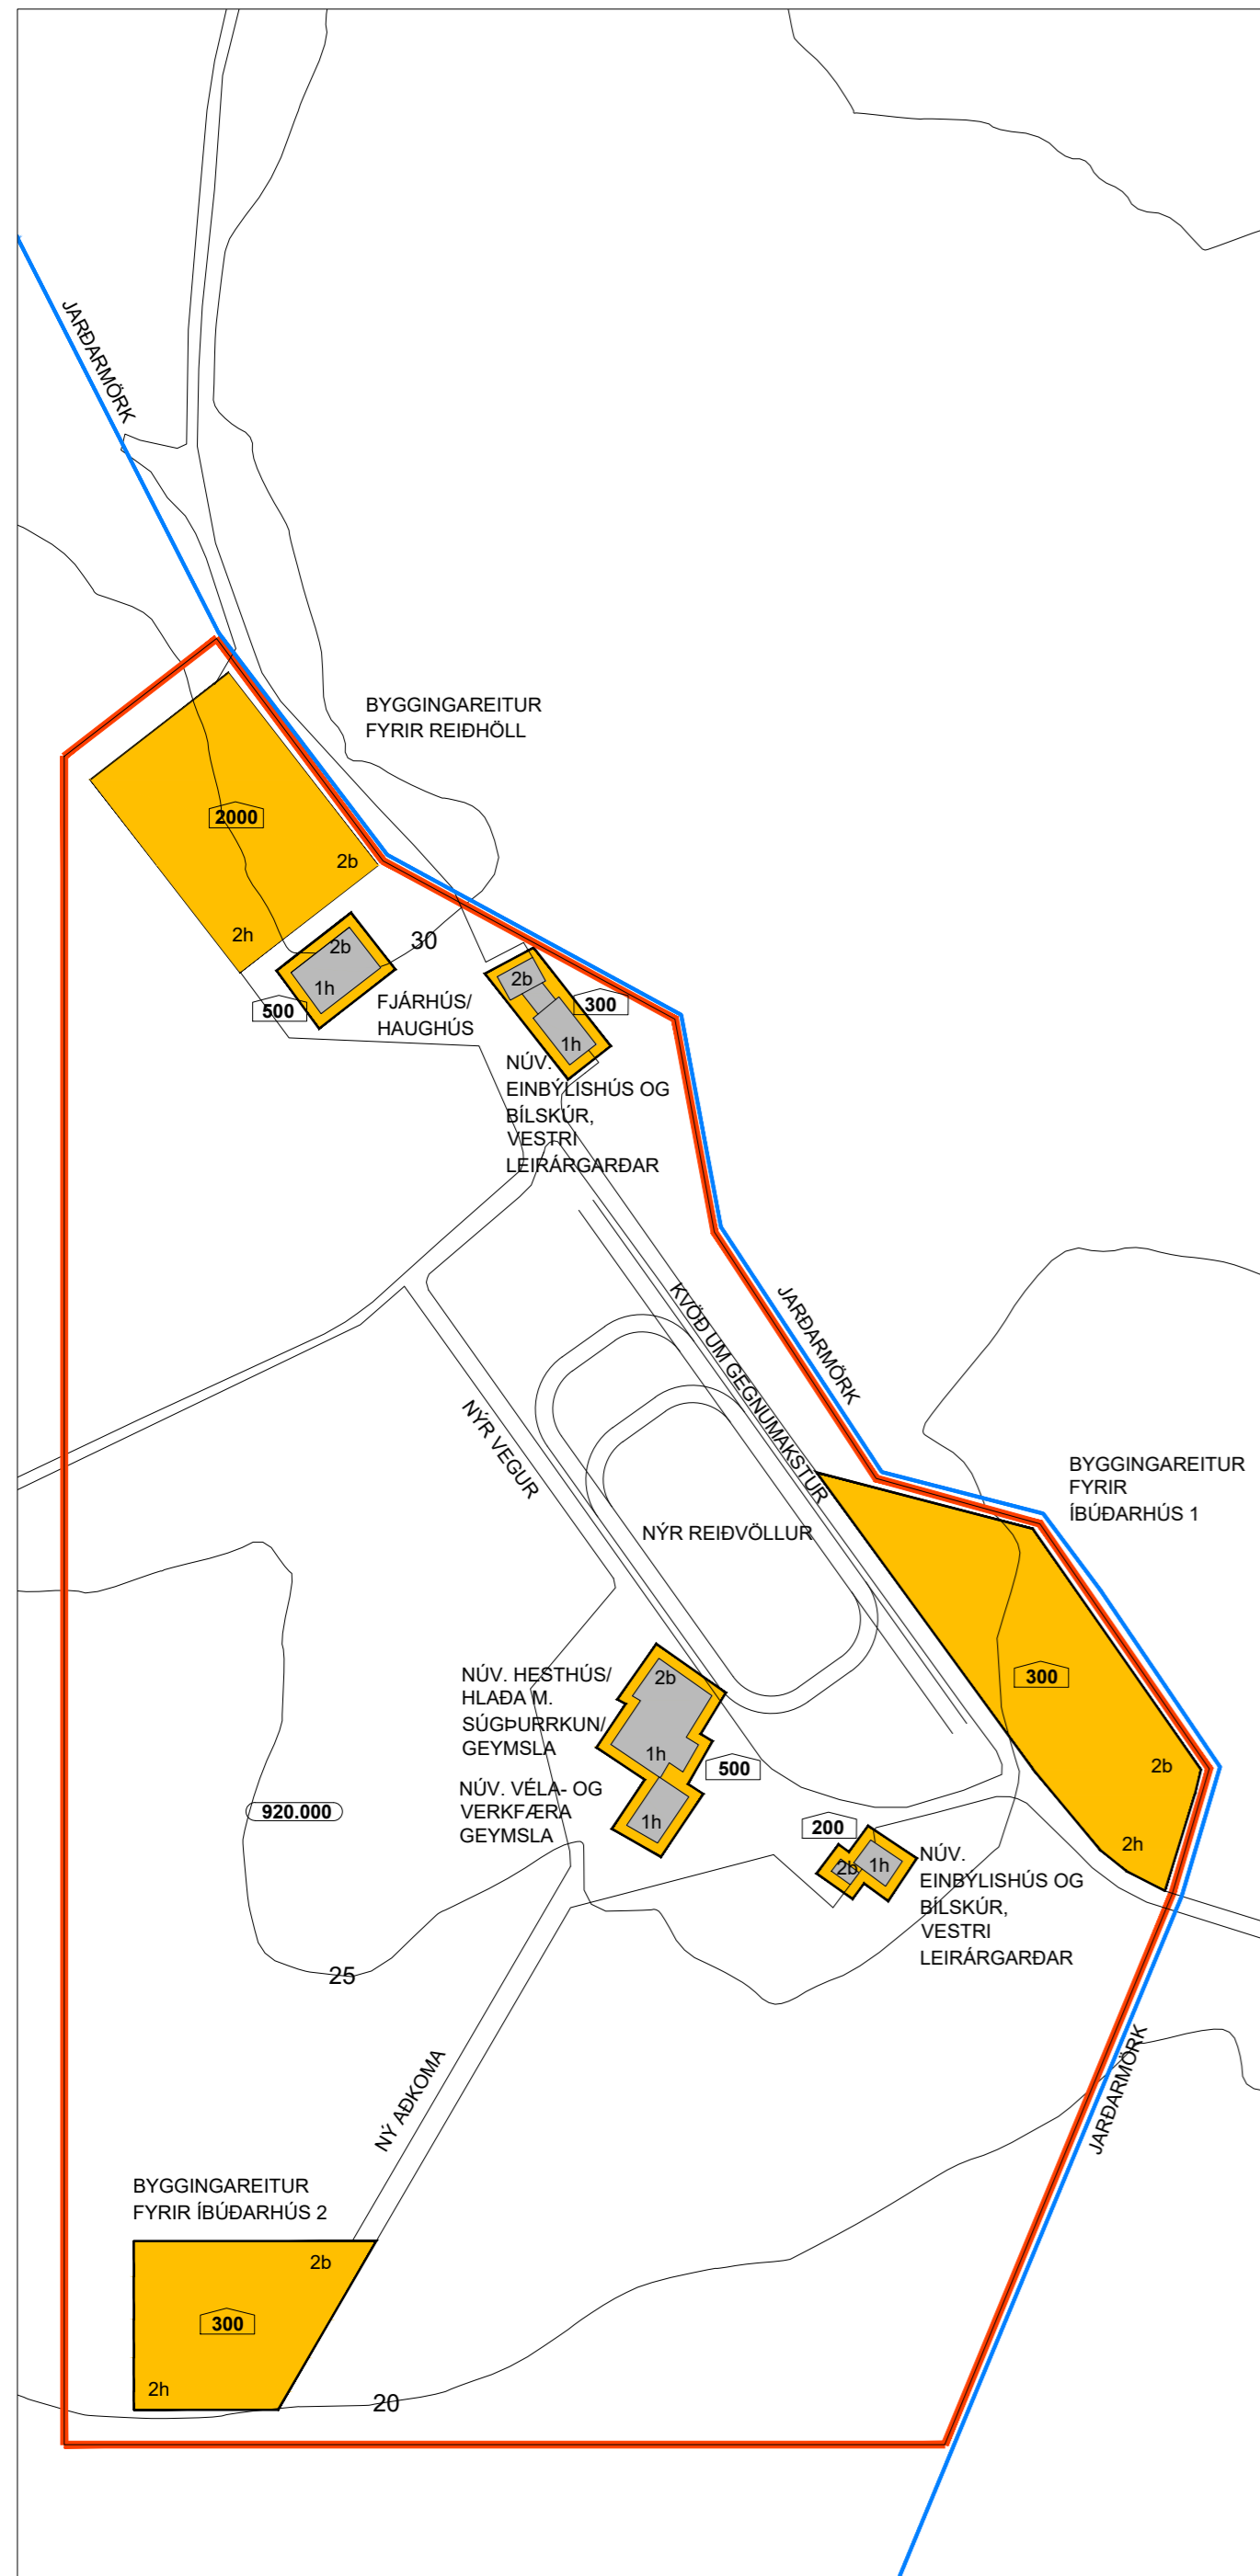 JARÐARMÖRK
BYGGINGAREITUR
FYRIR REIÐHÖLL
2000
2b
2h
2b
1h
30
500
FJÁRHÚS/
HAUGHÚS
2b
300
1h
NÚV.
EINBÝLISHÚS OG
BÍLSKÚR,
VESTRI
LEIRÁRGARÐAR
KVÖÐ UM GEGNUMAKSTUR
JARÐARMÖRK
NÝR VEGUR
NÝR REIÐVÖLLUR
BYGGINGAREITUR
FYRIR
ÍBÚÐARHÚS 1
300
2b
2h
NÚV. HESTHÚS/
HLAÐA M.
SÚGÞURRKUN/
GEYMSLA
2b
1h
500
NÚV. VÉLA- OG
VERKFÆRA
GEYMSLA
1h
920.000
200
2b
1h
NÚV.
EINBÝLISHÚS OG
BÍLSKÚR,
VESTRI
LEIRÁRGARÐAR
25
NÝ AÐKOMA
JARÐARMÖRK
BYGGINGAREITUR
FYRIR ÍBÚÐARHÚS 2
2b
300
2h
20